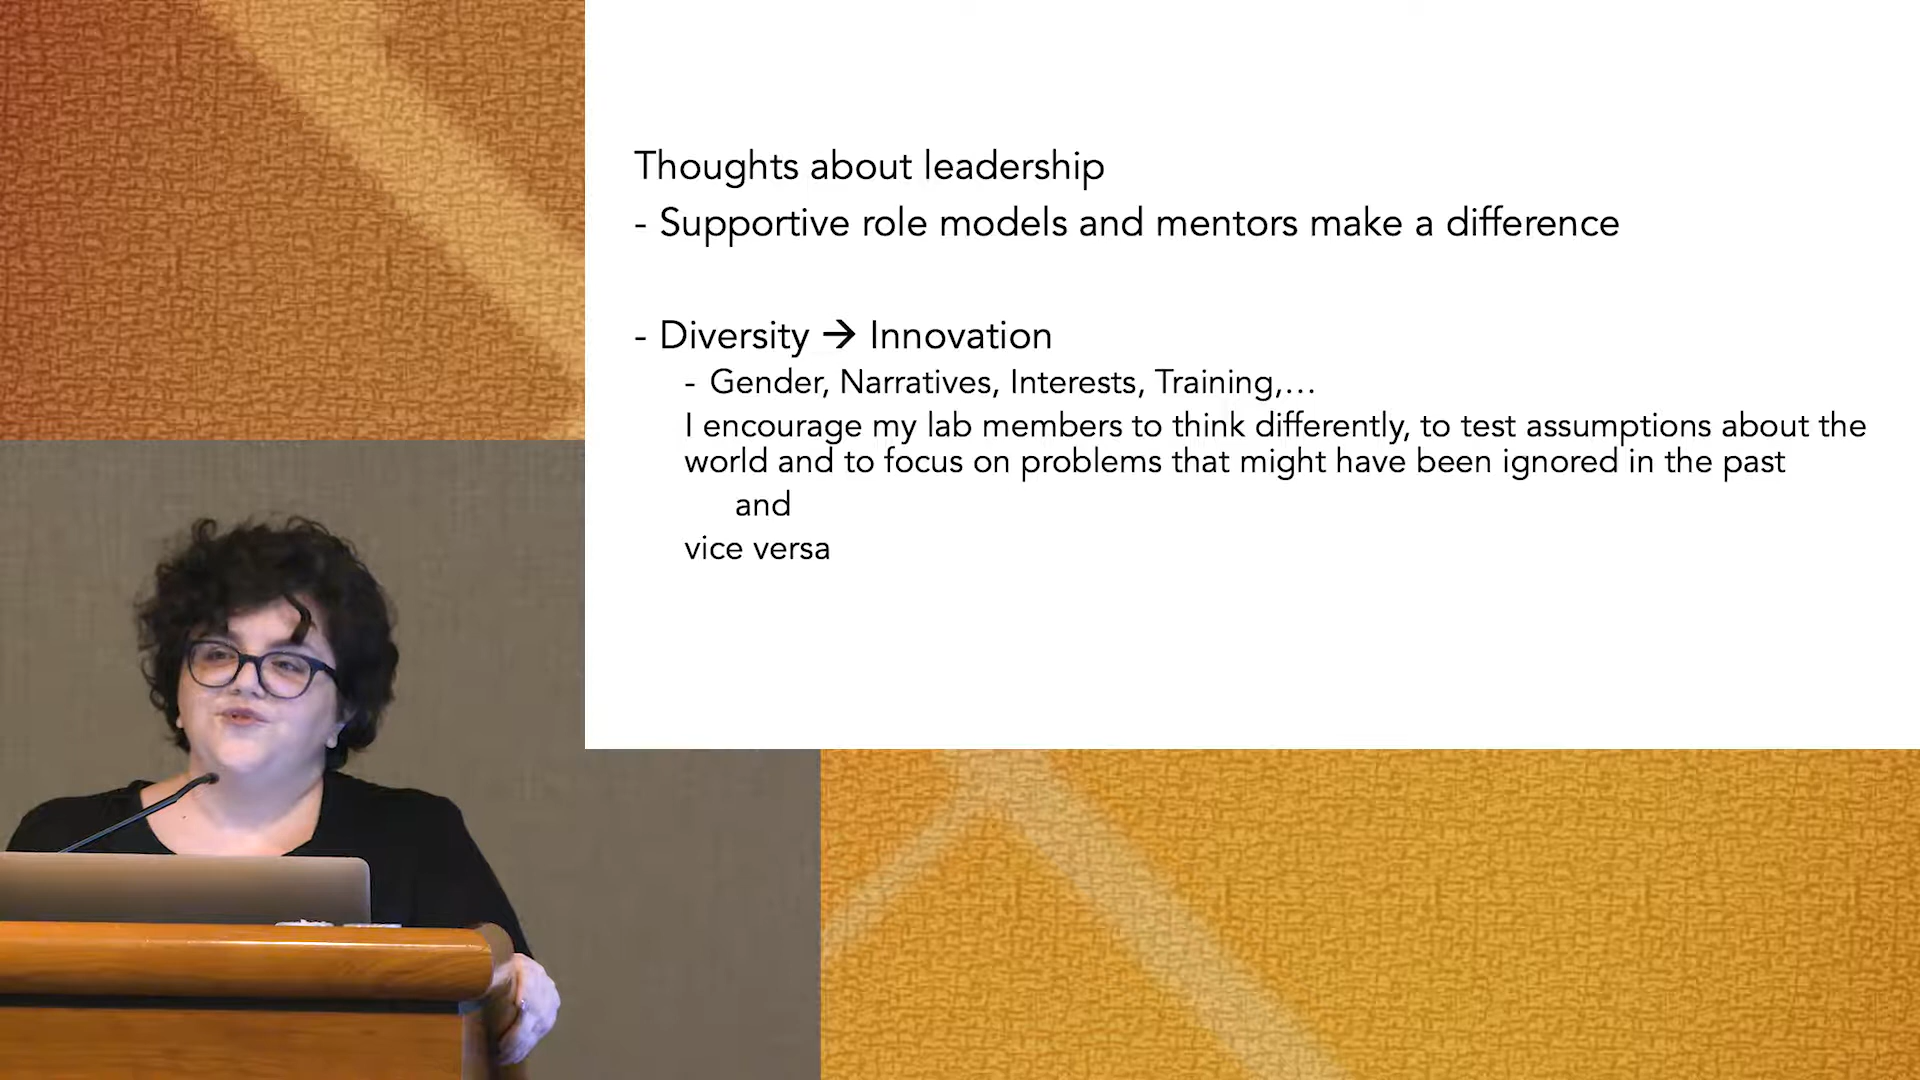 Thoughts about leadership
- Supportive role models and mentors make a difference
- Diversity → Innovation
- Gender, Narratives, Interests, Training,...
I encourage my lab members to think differently, to test assumptions about the
world and to focus on problems that might have been ignored in the past
and
vice versa